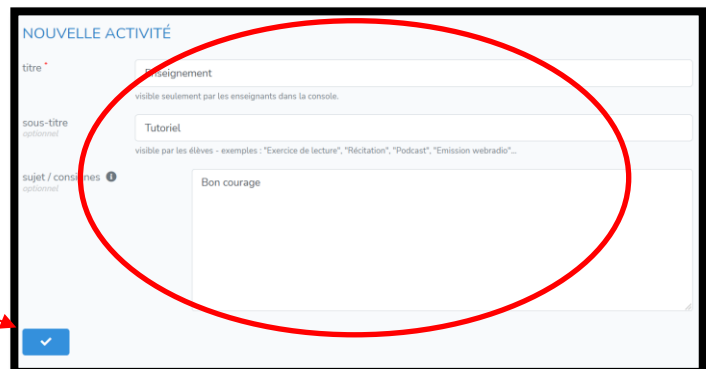 NOUVELLE ACTIVITÉ
titre *
Enseignement
visible seulement par les enseignants dans la console.
sous-titre
optionnel
Tutoriel
visible par les élèves - exemples : "Exercice de lecture", "Récitation", "Podcast", "Emission webradio"...
sujet / consignes
optionnel
Bon courage